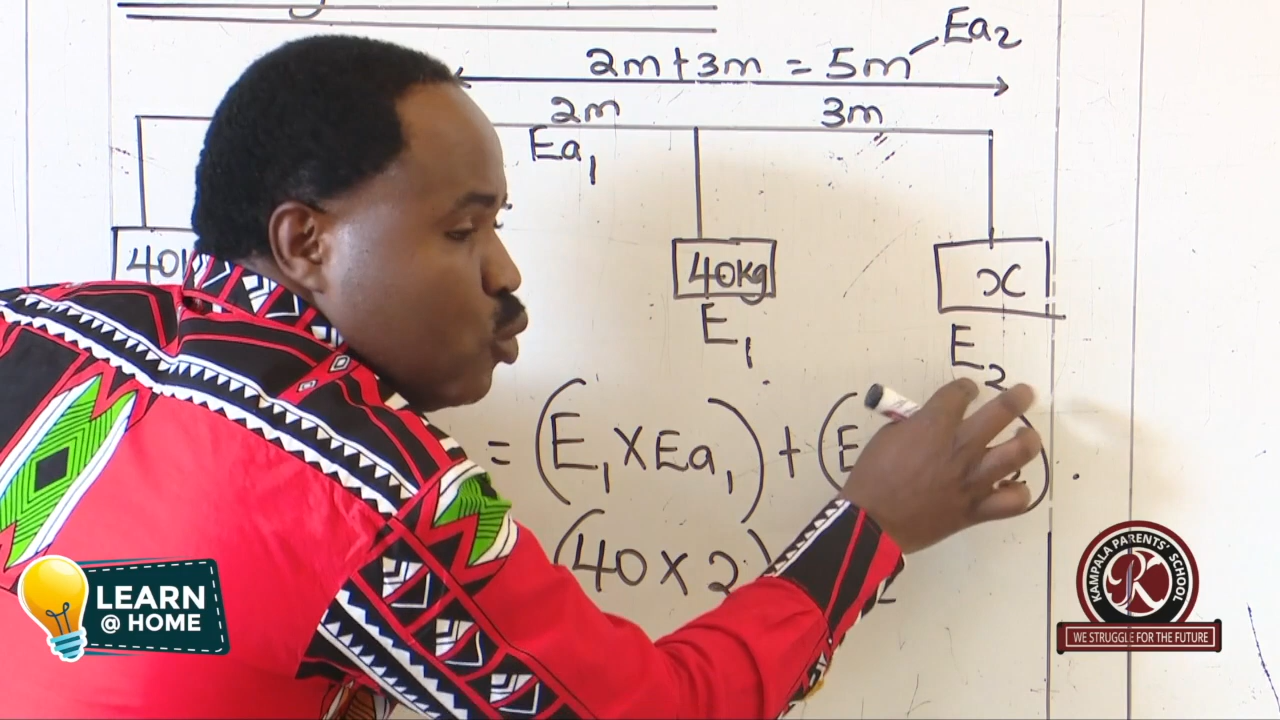 Ea2
2m+3m = 5m
2m 3m
Ea1
40k 40kg x
E1 E2
= (E1 x Ea1) + (E 2) .
(40 x 2)
LEARN
@ HOME
KAMPALA PARENTS' SCHOOL
WE STRUGGLE FOR THE FUTURE